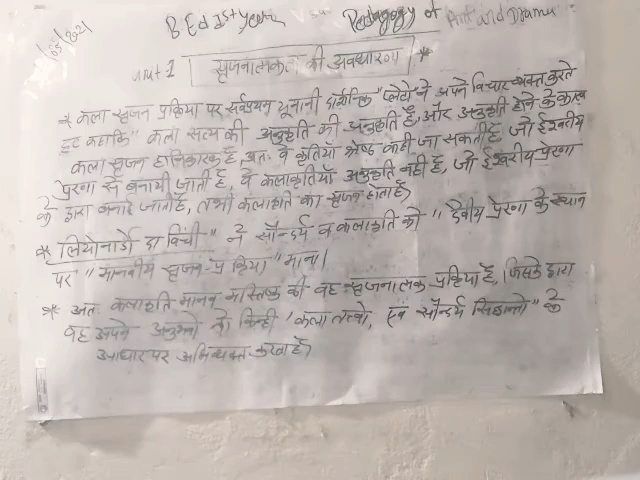 B Ed Ist year Pedagogy of Art and Drama
unit-1 सृजनात्मकता की अवधारणा *
* कला सृजन प्रक्रिया पर सर्वप्रथम यूनानी दार्शनिक "प्लेटो ने अपने विचार व्यक्त करते
हुए कहा कि" कला सत्य की अनुकृति की अनुकृति है, और अनुकृति होने के कारण
कला सृजन हानिकारक है, अतः वे कृतियाँ श्रेष्ठ कही जा सकती हैं, जो ईश्वरीय
प्रेरणा से बनायी जाती हैं, वे कलाकृतियाँ अनुकृति नहीं हैं, जो ईश्वरीय प्रेरणा
के द्वारा बनाई जाती हैं, तभी कलाकृति का सृजन होता है
* लियोनार्डो डा विंची" ने सौन्दर्य व कलाकृति को "दैवीय प्रेरणा के स्थान
पर "मानवीय सृजन-प्रक्रिया" माना।
* अतः कलाकृति मानव मस्तिष्क की वह सृजनात्मक प्रक्रिया है, जिसके द्वारा
वह अपने अनुभवों को किन्हीं "कला तत्वों, एवं सौन्दर्य सिद्धान्तों" के
आधार पर अभिव्यक्त करता है